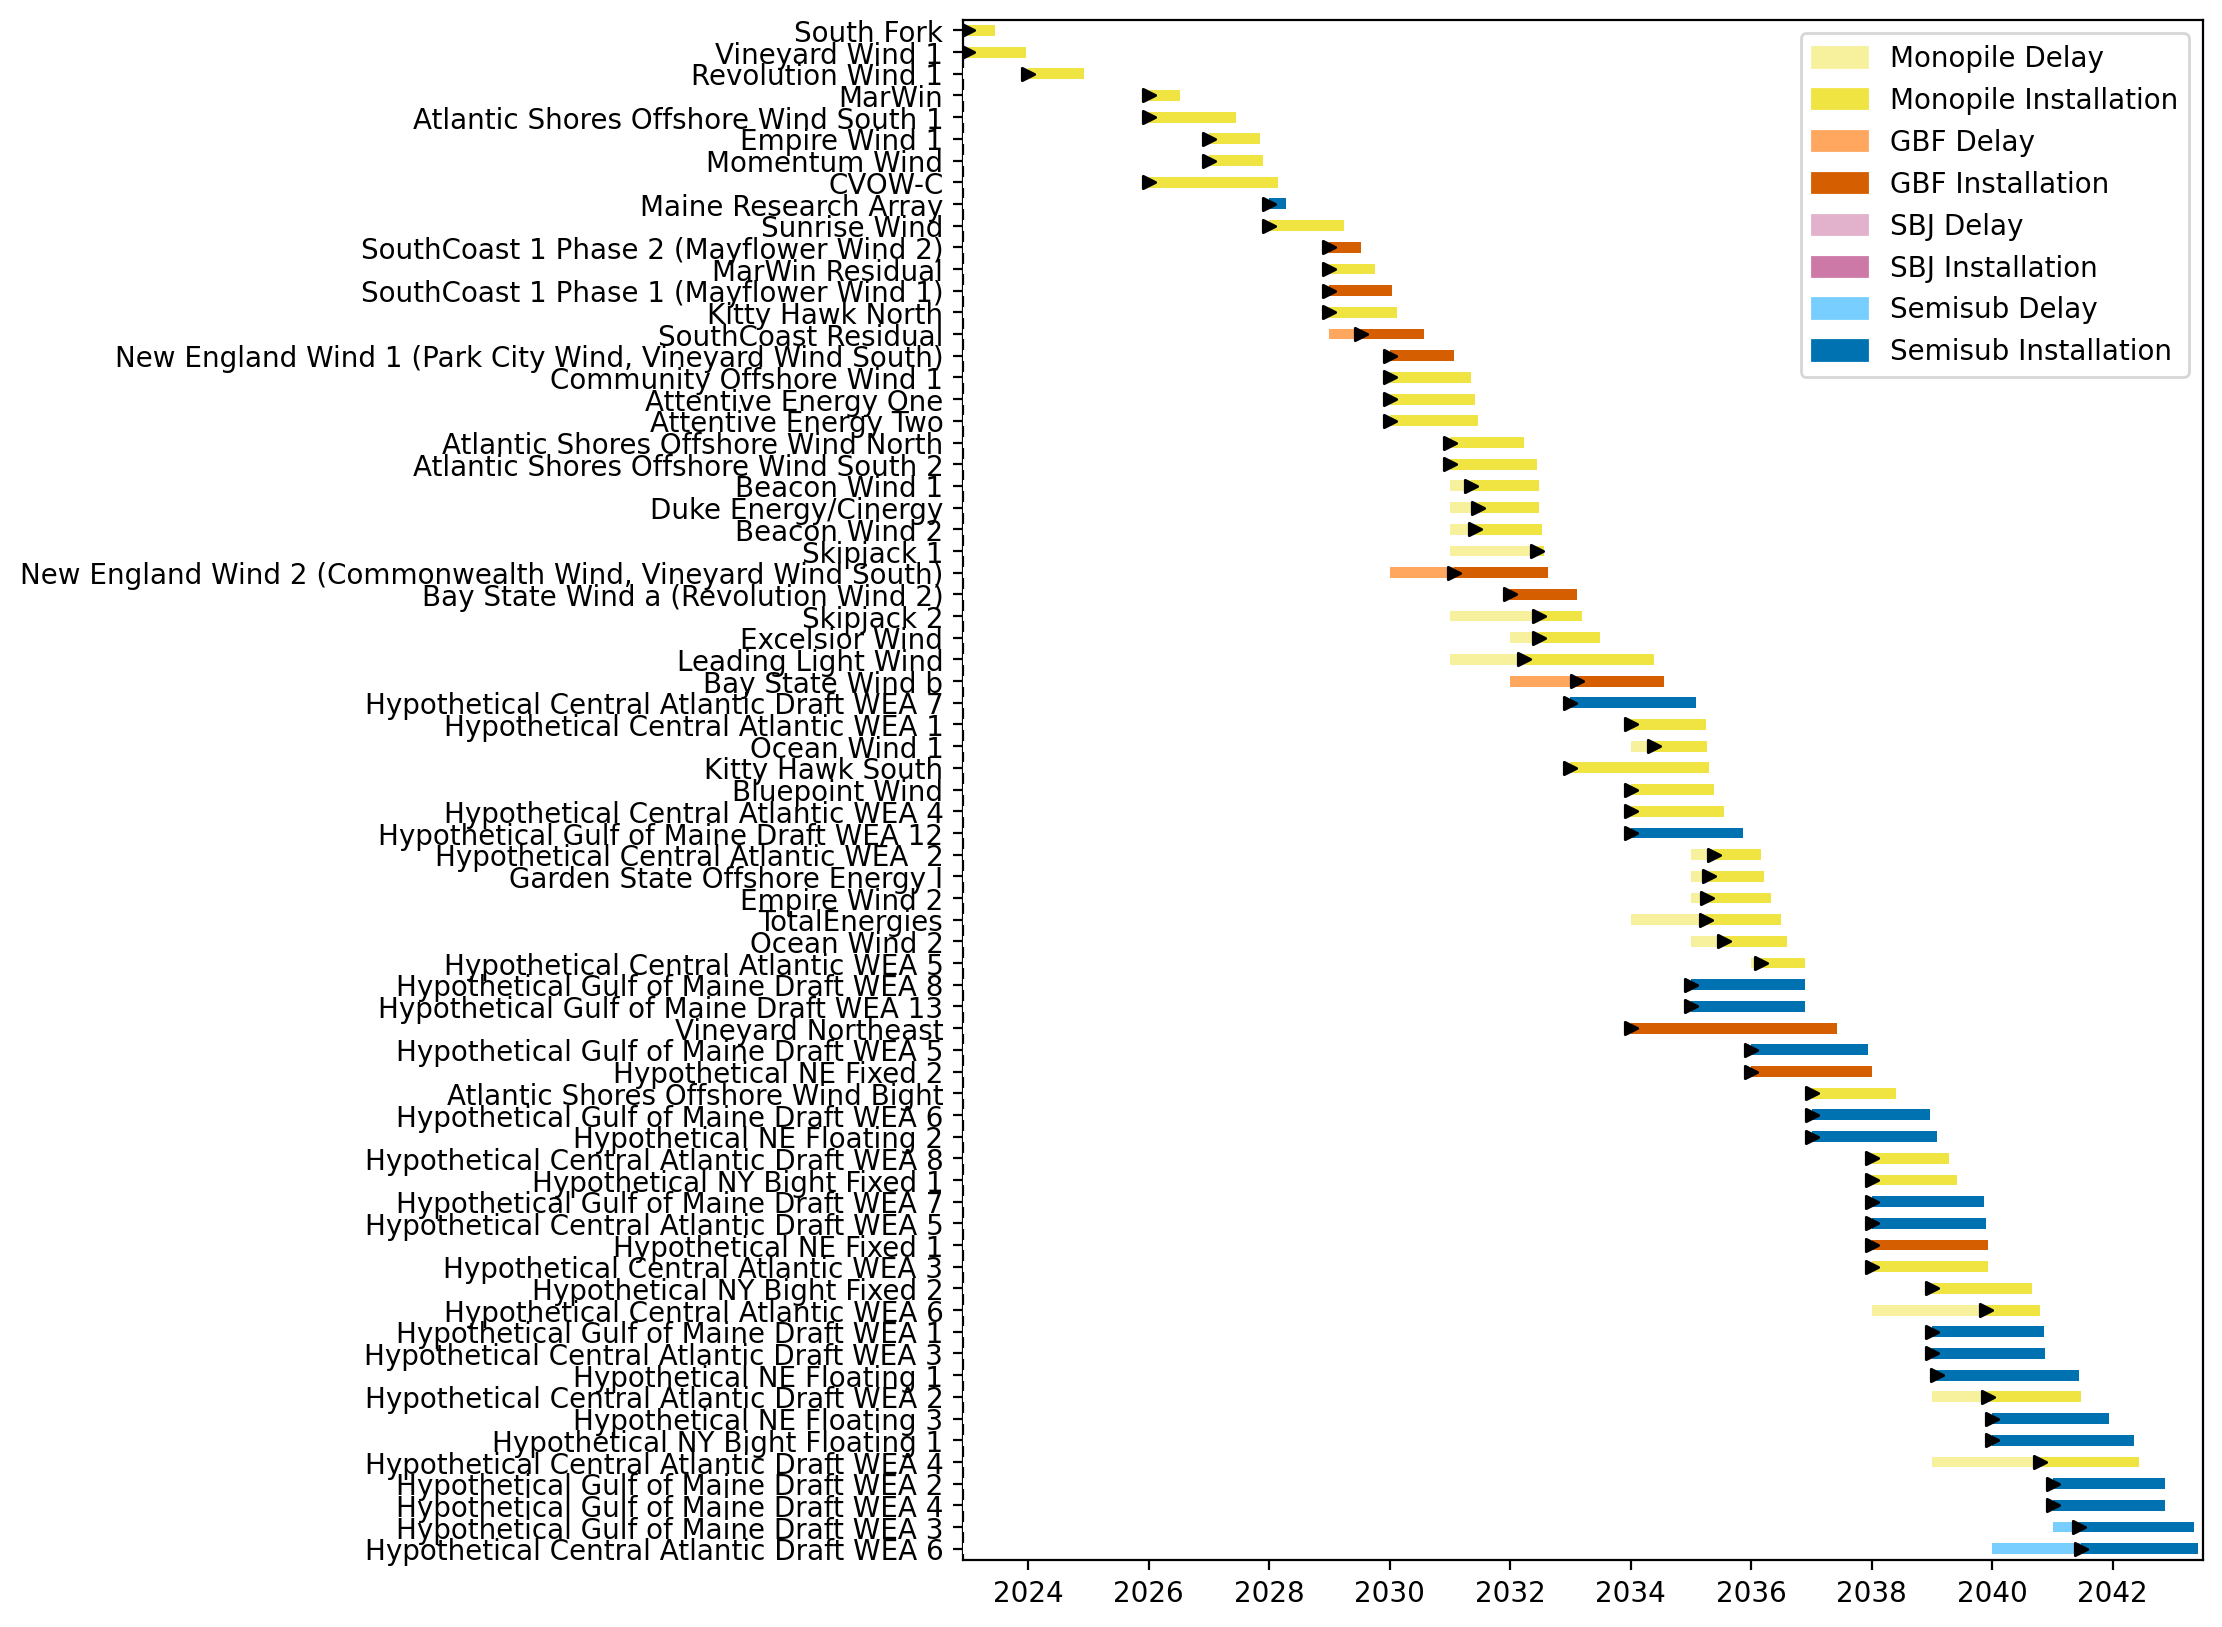 South Fork
Vineyard Wind 1
Revolution Wind 1
MarWin
Atlantic Shores Offshore Wind South 1
Empire Wind 1
Momentum Wind
CVOW-C
Maine Research Array
Sunrise Wind
SouthCoast 1 Phase 2 (Mayflower Wind 2)
MarWin Residual
SouthCoast 1 Phase 1 (Mayflower Wind 1)
Kitty Hawk North
SouthCoast Residual
New England Wind 1 (Park City Wind, Vineyard Wind South)
Community Offshore Wind 1
Attentive Energy One
Attentive Energy Two
Atlantic Shores Offshore Wind North
Atlantic Shores Offshore Wind South 2
Beacon Wind 1
Duke Energy/Cinergy
Beacon Wind 2
Skipjack 1
New England Wind 2 (Commonwealth Wind, Vineyard Wind South)
Bay State Wind a (Revolution Wind 2)
Skipjack 2
Excelsior Wind
Leading Light Wind
Bay State Wind b
Hypothetical Central Atlantic Draft WEA 7
Hypothetical Central Atlantic WEA 1
Ocean Wind 1
Kitty Hawk South
Bluepoint Wind
Hypothetical Central Atlantic WEA 4
Hypothetical Gulf of Maine Draft WEA 12
Hypothetical Central Atlantic WEA  2
Garden State Offshore Energy I
Empire Wind 2
TotalEnergies
Ocean Wind 2
Hypothetical Central Atlantic WEA 5
Hypothetical Gulf of Maine Draft WEA 8
Hypothetical Gulf of Maine Draft WEA 13
Vineyard Northeast
Hypothetical Gulf of Maine Draft WEA 5
Hypothetical NE Fixed 2
Atlantic Shores Offshore Wind Bight
Hypothetical Gulf of Maine Draft WEA 6
Hypothetical NE Floating 2
Hypothetical Central Atlantic Draft WEA 8
Hypothetical NY Bight Fixed 1
Hypothetical Gulf of Maine Draft WEA 7
Hypothetical Central Atlantic Draft WEA 5
Hypothetical NE Fixed 1
Hypothetical Central Atlantic WEA 3
Hypothetical NY Bight Fixed 2
Hypothetical Central Atlantic WEA 6
Hypothetical Gulf of Maine Draft WEA 1
Hypothetical Central Atlantic Draft WEA 3
Hypothetical NE Floating 1
Hypothetical Central Atlantic Draft WEA 2
Hypothetical NE Floating 3
Hypothetical NY Bight Floating 1
Hypothetical Central Atlantic Draft WEA 4
Hypothetical Gulf of Maine Draft WEA 2
Hypothetical Gulf of Maine Draft WEA 4
Hypothetical Gulf of Maine Draft WEA 3
Hypothetical Central Atlantic Draft WEA 6
Monopile Delay
Monopile Installation
GBF Delay
GBF Installation
SBJ Delay
SBJ Installation
Semisub Delay
Semisub Installation
2024 2026 2028 2030 2032 2034 2036 2038 2040 2042